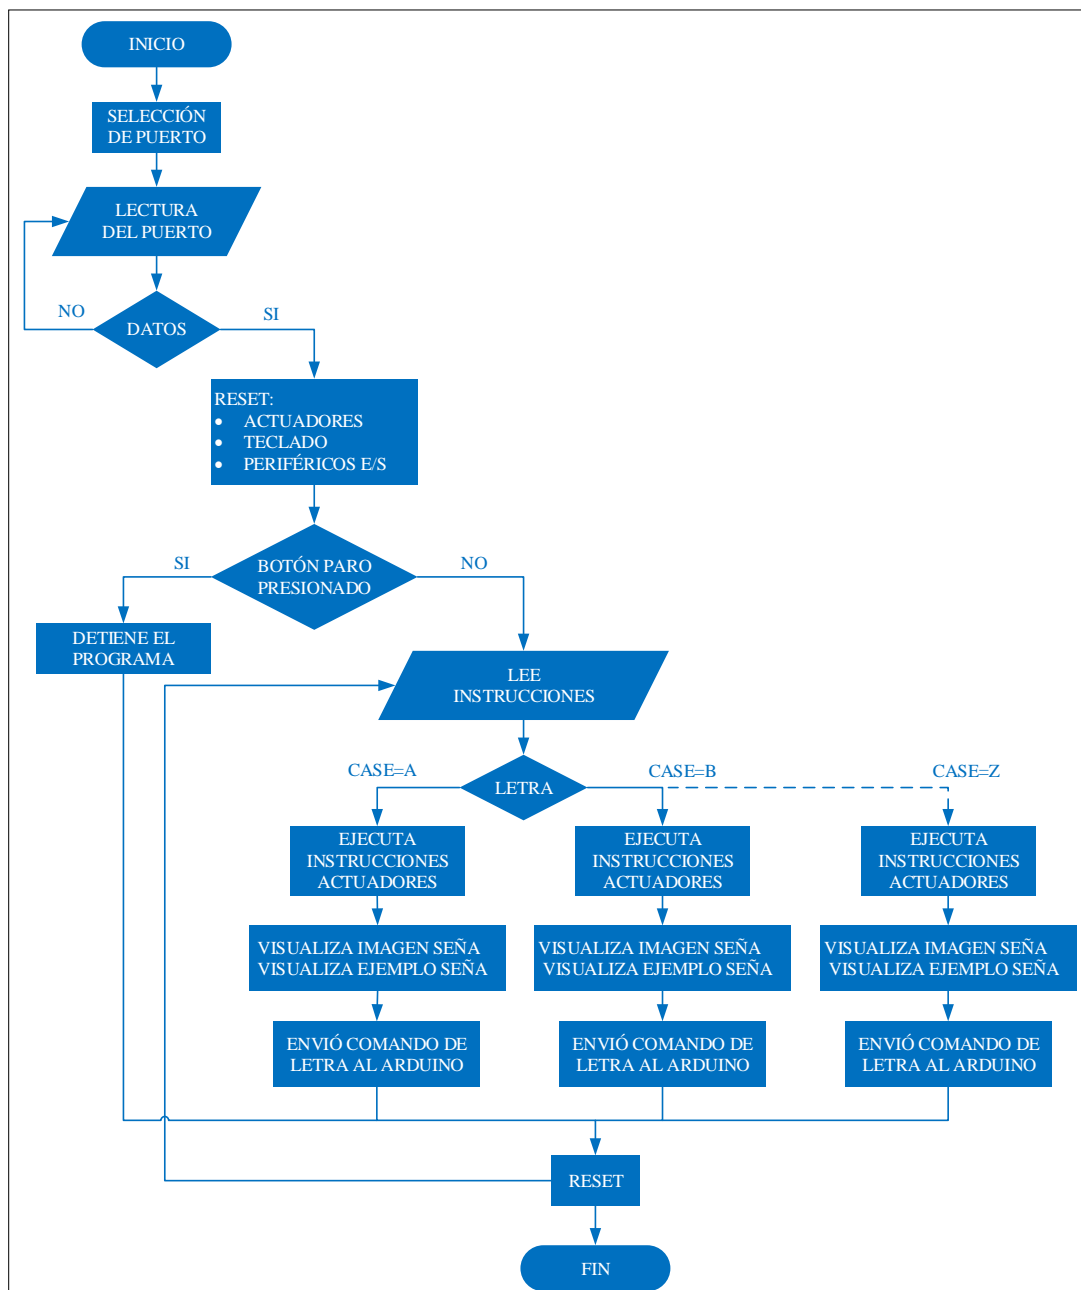 INICIO
SELECCIÓN
DE PUERTO
LECTURA
DEL PUERTO
NO
DATOS
SI
RESET:
• ACTUADORES
• TECLADO
• PERIFÉRICOS E/S
SI
BOTÓN PARO
PRESIONADO
NO
DETIENE EL
PROGRAMA
LEE
INSTRUCCIONES
CASE=A
LETRA
CASE=B
CASE=Z
EJECUTA
INSTRUCCIONES
ACTUADORES
EJECUTA
INSTRUCCIONES
ACTUADORES
EJECUTA
INSTRUCCIONES
ACTUADORES
VISUALIZA IMAGEN SEÑA
VISUALIZA EJEMPLO SEÑA
VISUALIZA IMAGEN SEÑA
VISUALIZA EJEMPLO SEÑA
VISUALIZA IMAGEN SEÑA
VISUALIZA EJEMPLO SEÑA
ENVIÓ COMANDO DE
LETRA AL ARDUINO
ENVIÓ COMANDO DE
LETRA AL ARDUINO
ENVIÓ COMANDO DE
LETRA AL ARDUINO
RESET
FIN